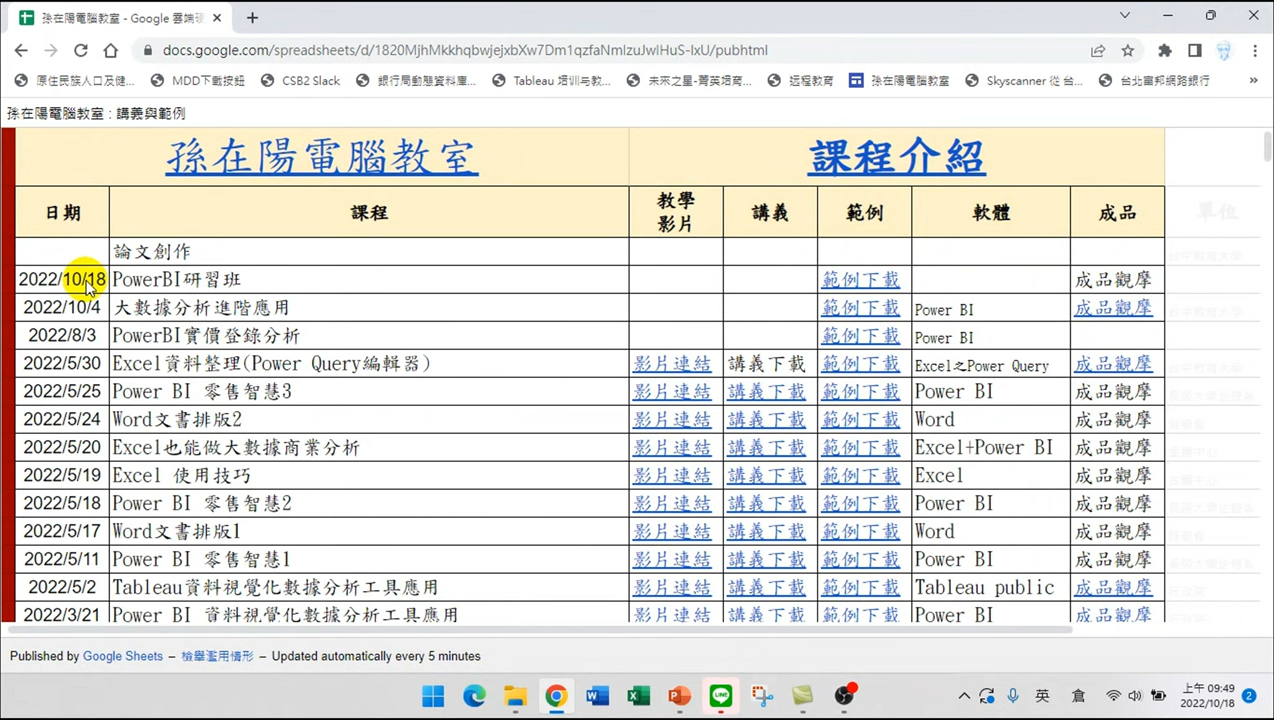 孫在陽電腦教室 - Google 雲端硬
docs.google.com/spreadsheets/d/1820MjhMkkhqbwjejxbXw7Dm1qzfaNmIzuJwIHuS-IxU/pubhtml
原住民族人口及健... MDD下載按鈕 CSB2 Slack 銀行局動態資料庫... Tableau 培训与教... 未來之星-菁英培育... 远程教育 孫在陽電腦教室 Skyscanner 從 台... 台北富邦網路銀行 »
孫在陽電腦教室 : 講義與範例
孫在陽電腦教室 課程介紹
日期 課程 教學影片 講義 範例 軟體 成品 單位
論文創作
2022/10/18 PowerBI研習班 範例下載 成品觀摩
2022/10/4 大數據分析進階應用 範例下載 Power BI 成品觀摩
2022/8/3 PowerBI實價登錄分析 範例下載 Power BI
2022/5/30 Excel資料整理(Power Query編輯器) 影片連結 講義下載 範例下載 Excel之Power Query 成品觀摩
2022/5/25 Power BI 零售智慧3 影片連結 講義下載 範例下載 Power BI 成品觀摩
2022/5/24 Word文書排版2 影片連結 講義下載 範例下載 Word 成品觀摩
2022/5/20 Excel也能做大數據商業分析 影片連結 講義下載 範例下載 Excel+Power BI 成品觀摩
2022/5/19 Excel 使用技巧 影片連結 講義下載 範例下載 Excel 成品觀摩
2022/5/18 Power BI 零售智慧2 影片連結 講義下載 範例下載 Power BI 成品觀摩
2022/5/17 Word文書排版1 影片連結 講義下載 範例下載 Word 成品觀摩
2022/5/11 Power BI 零售智慧1 影片連結 講義下載 範例下載 Power BI 成品觀摩
2022/5/2 Tableau資料視覺化數據分析工具應用 影片連結 講義下載 範例下載 Tableau public 成品觀摩
2022/3/21 Power BI 資料視覺化數據分析工具應用 影片連結 講義下載 範例下載 Power BI 成品觀摩
Published by Google Sheets – 檢舉濫用情形 – Updated automatically every 5 minutes
英 倉 上午 09:49
2022/10/18 2